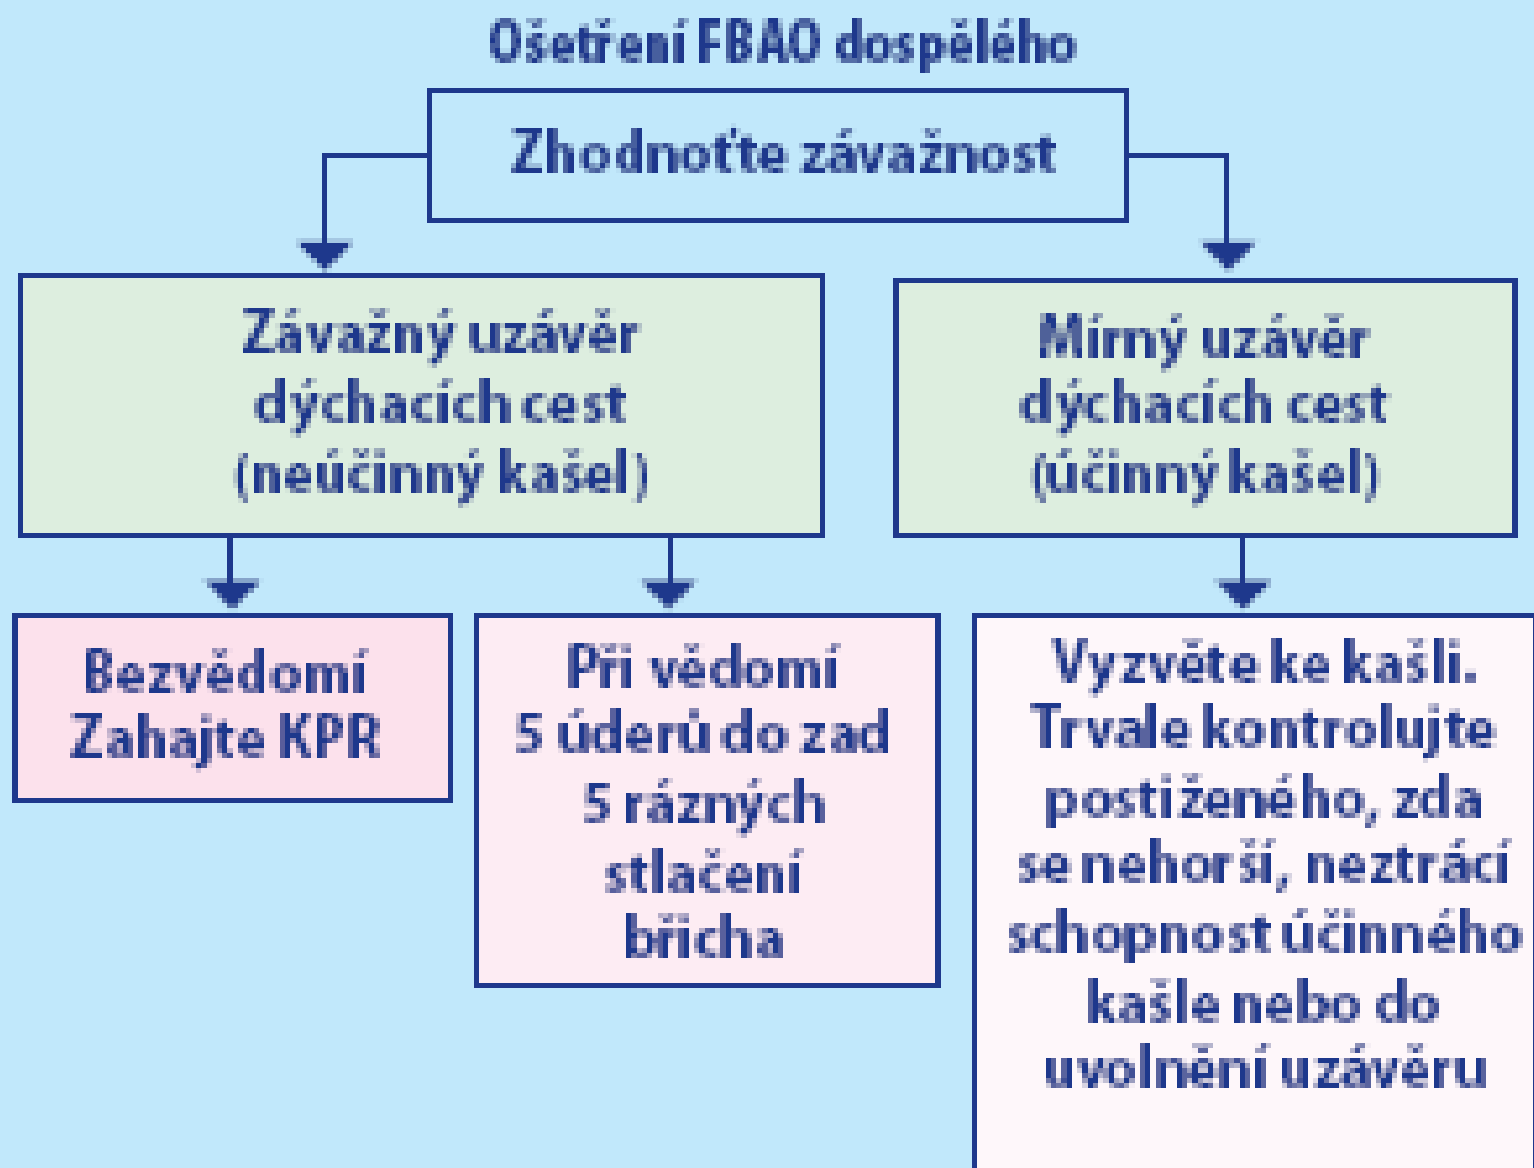 Ošetření FBAO dospělého
Zhodnoťte závažnost
Závažný uzávěr
dýchacích cest
(neúčinný kašel)
Mírný uzávěr
dýchacích cest
(účinný kašel)
Bezvědomí
Zahajte KPR
Při vědomí
5 úderů do zad
5 rázných
stlačení
břicha
Vyzvěte ke kašli.
Trvale kontrolujte
postiženého, zda
se nehorší, neztrácí
schopnost účinného
kašle nebo do
uvolnění uzávěru